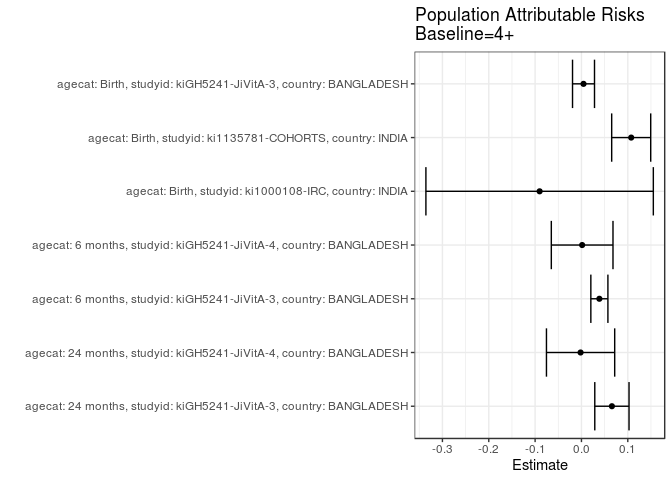 Population Attributable Risks
Baseline=4+
agecat: Birth, studyid: kiGH5241-JiVitA-3, country: BANGLADESH
agecat: Birth, studyid: ki1135781-COHORTS, country: INDIA
agecat: Birth, studyid: ki1000108-IRC, country: INDIA
agecat: 6 months, studyid: kiGH5241-JiVitA-4, country: BANGLADESH
agecat: 6 months, studyid: kiGH5241-JiVitA-3, country: BANGLADESH
agecat: 24 months, studyid: kiGH5241-JiVitA-4, country: BANGLADESH
agecat: 24 months, studyid: kiGH5241-JiVitA-3, country: BANGLADESH
-0.3 -0.2 -0.1 0.0 0.1
Estimate